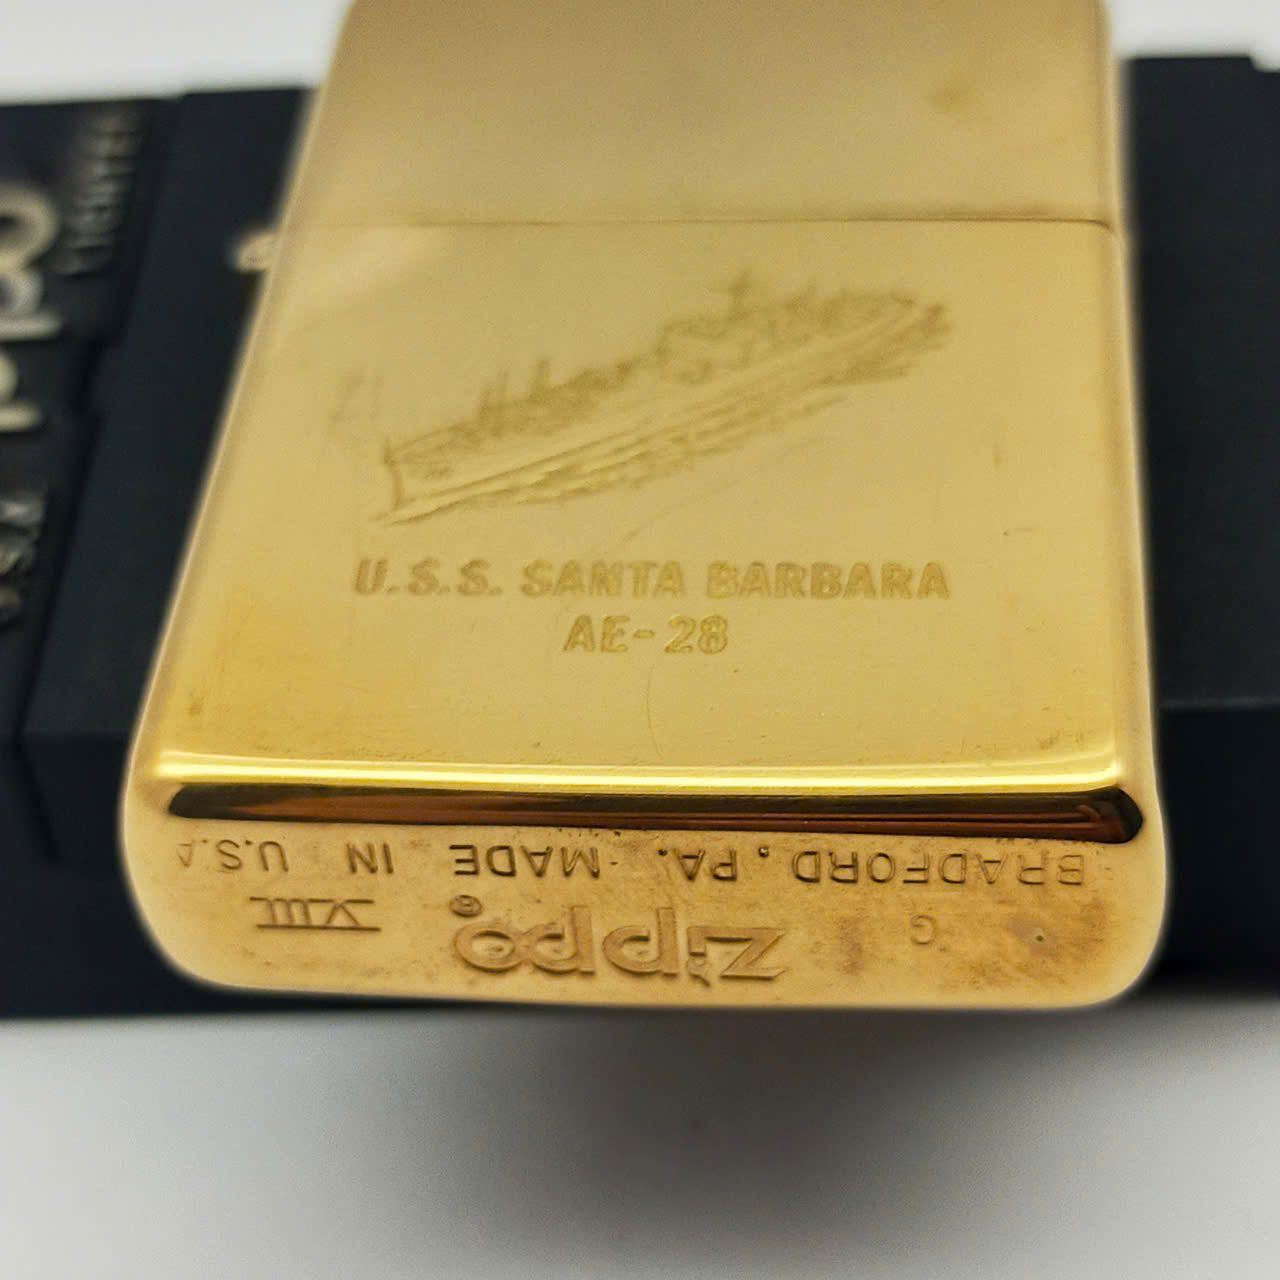 U.S.S. SANTA BARBARA
AE-28
BRADFORD, PA. MADE IN U.S.A
G Zippo® VIII